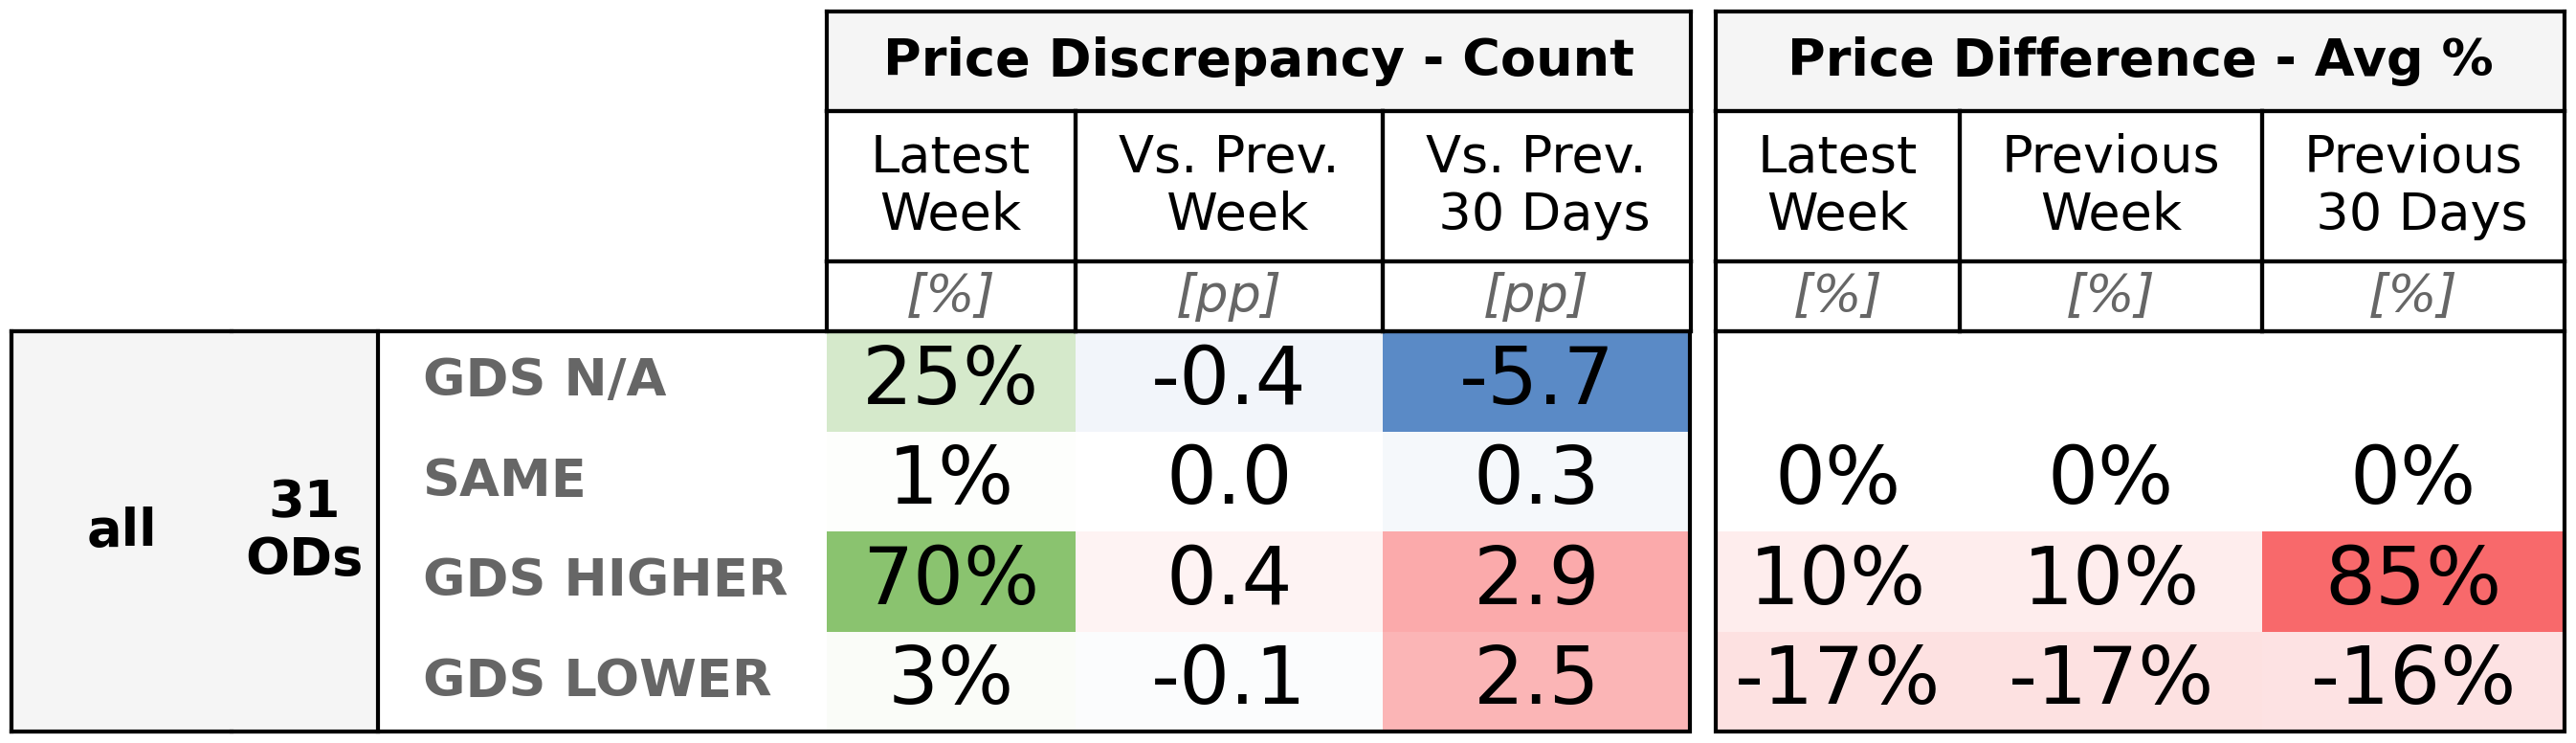 Price Discrepancy - Count Price Difference - Avg %
Latest Week Vs. Prev. Week Vs. Prev. 30 Days Latest Week Previous Week Previous 30 Days
[%] [pp] [pp] [%] [%] [%]
all 31 ODs
GDS N/A 25% -0.4 -5.7
SAME 1% 0.0 0.3 0% 0% 0%
GDS HIGHER 70% 0.4 2.9 10% 10% 85%
GDS LOWER 3% -0.1 2.5 -17% -17% -16%